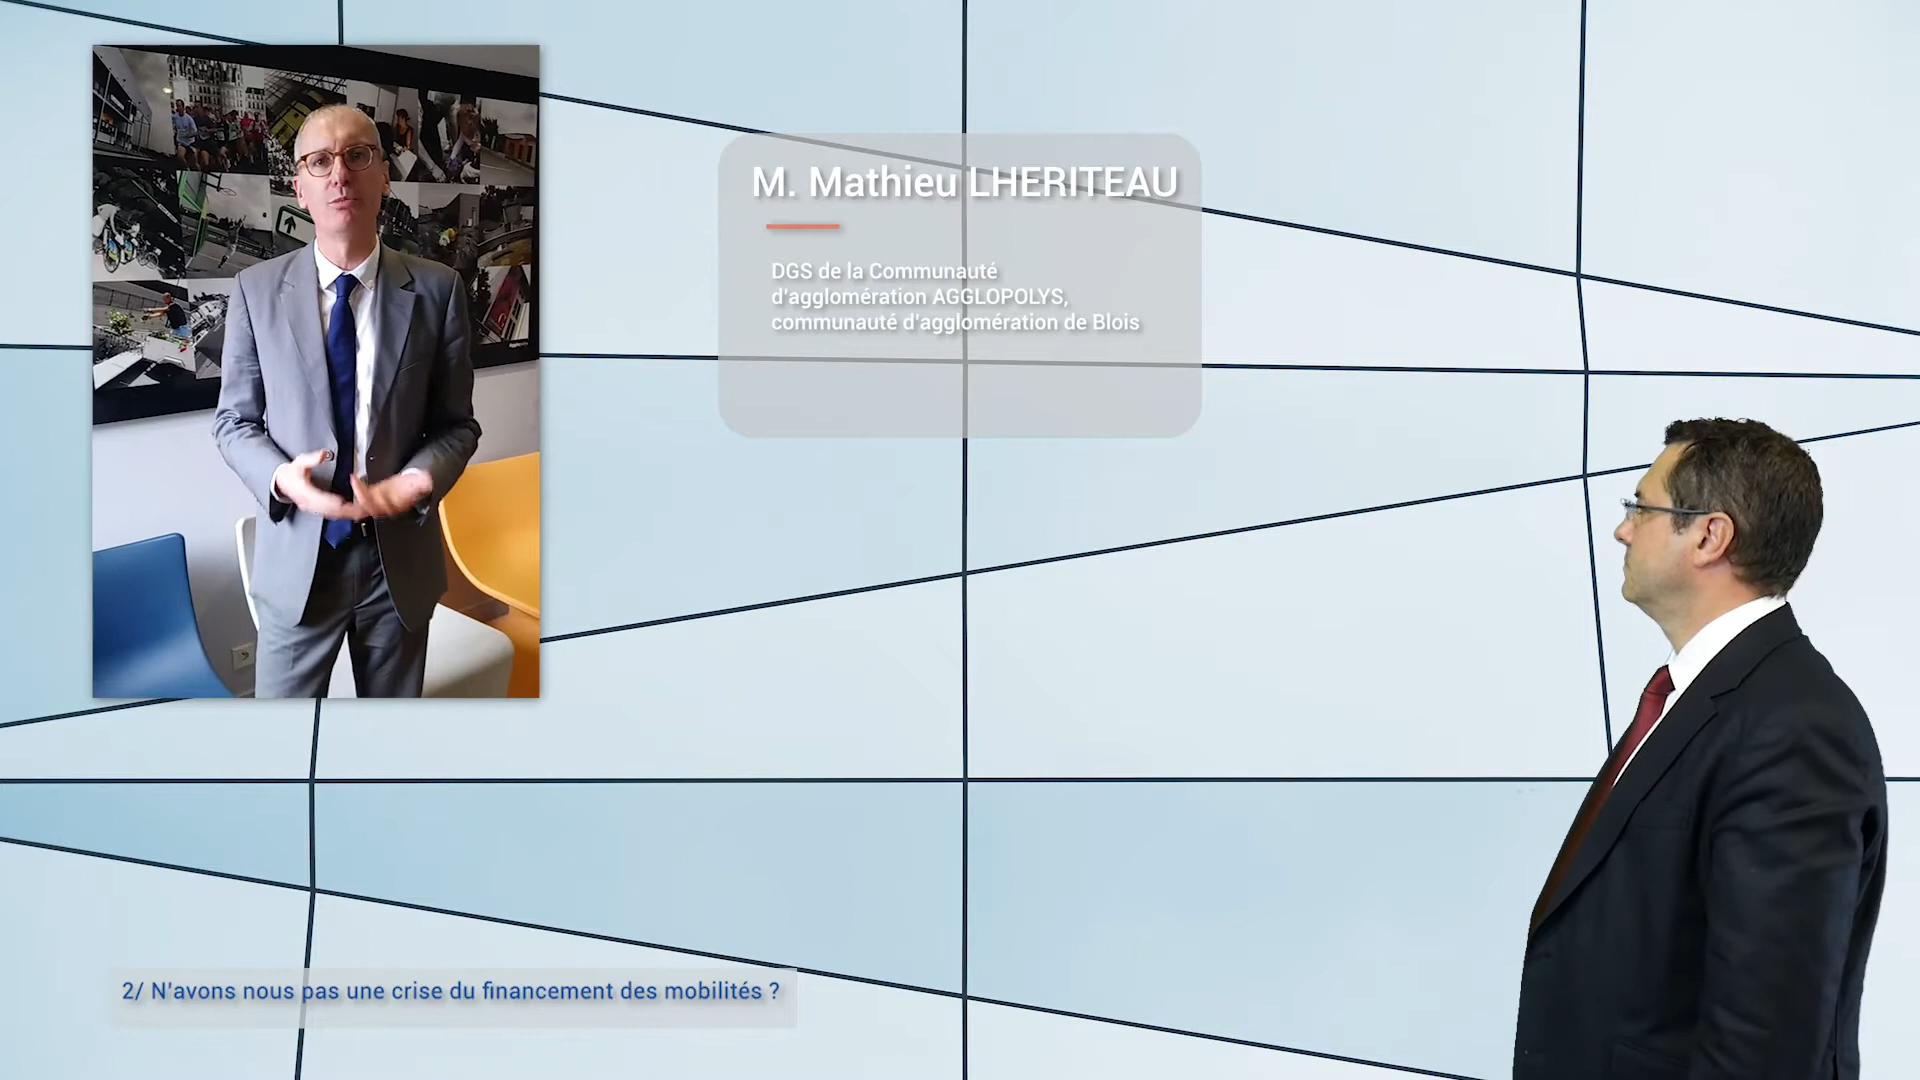 M. Mathieu LHERITEAU
DGS de la Communauté
d'agglomération AGGLOPOLYS,
communauté d'agglomération de Blois
2/ N'avons nous pas une crise du financement des mobilités ?